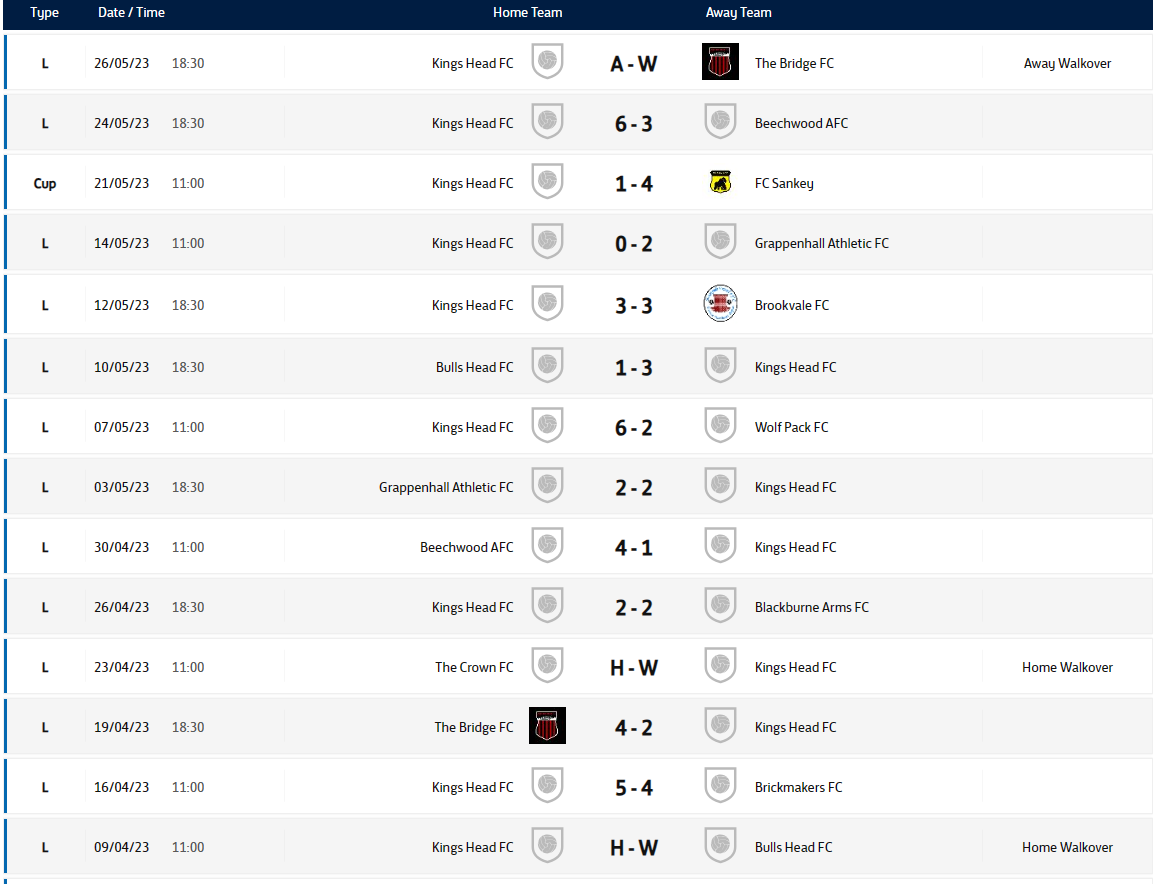 Type Date / Time Home Team Away Team
L 26/05/23 18:30 Kings Head FC A - W The Bridge FC Away Walkover
L 24/05/23 18:30 Kings Head FC 6 - 3 Beechwood AFC
Cup 21/05/23 11:00 Kings Head FC 1 - 4 FC Sankey
L 14/05/23 11:00 Kings Head FC 0 - 2 Grappenhall Athletic FC
L 12/05/23 18:30 Kings Head FC 3 - 3 Brookvale FC
L 10/05/23 18:30 Bulls Head FC 1 - 3 Kings Head FC
L 07/05/23 11:00 Kings Head FC 6 - 2 Wolf Pack FC
L 03/05/23 18:30 Grappenhall Athletic FC 2 - 2 Kings Head FC
L 30/04/23 11:00 Beechwood AFC 4 - 1 Kings Head FC
L 26/04/23 18:30 Kings Head FC 2 - 2 Blackburne Arms FC
L 23/04/23 11:00 The Crown FC H - W Kings Head FC Home Walkover
L 19/04/23 18:30 The Bridge FC 4 - 2 Kings Head FC
L 16/04/23 11:00 Kings Head FC 5 - 4 Brickmakers FC
L 09/04/23 11:00 Kings Head FC H - W Bulls Head FC Home Walkover